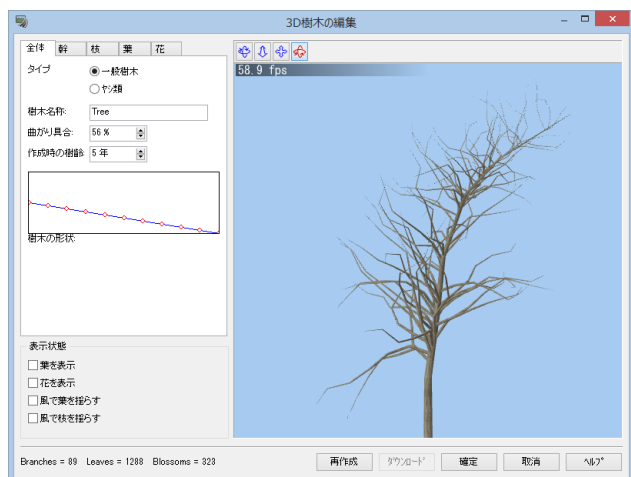 3D樹木の編集
全体 幹 枝 葉 花
タイプ
一般樹木
ヤシ類
樹木名称: Tree
曲がり具合: 56 %
作成時の樹齢: 5 年
樹木の形状:
表示状態
葉を表示
花を表示
風で葉を揺らす
風で枝を揺らす
58.9 fps
Branches = 89 Leaves = 1288 Blossoms = 323
再作成 ダウンロード 確定 取消 ヘルプ